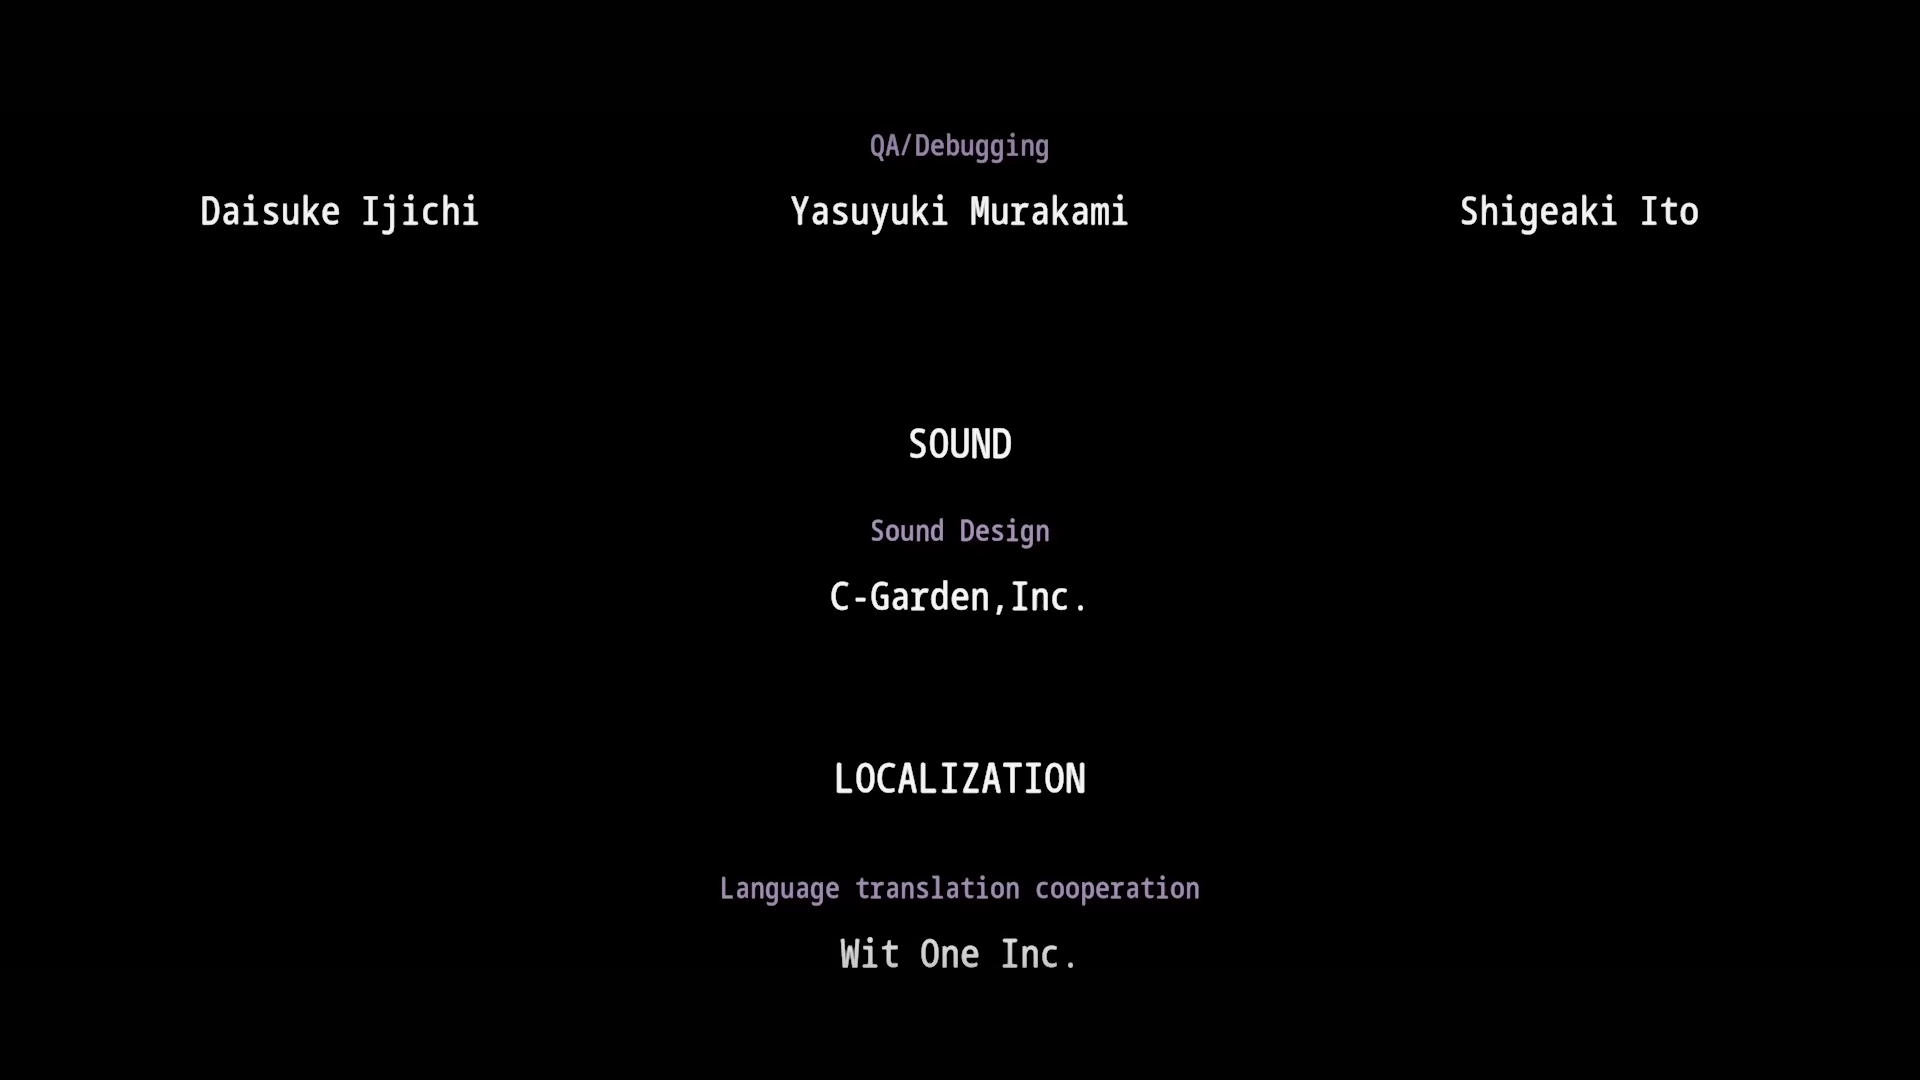 QA/Debugging
Daisuke Ijichi Yasuyuki Murakami Shigeaki Ito
SOUND
Sound Design
C-Garden,Inc.
LOCALIZATION
Language translation cooperation
Wit One Inc.